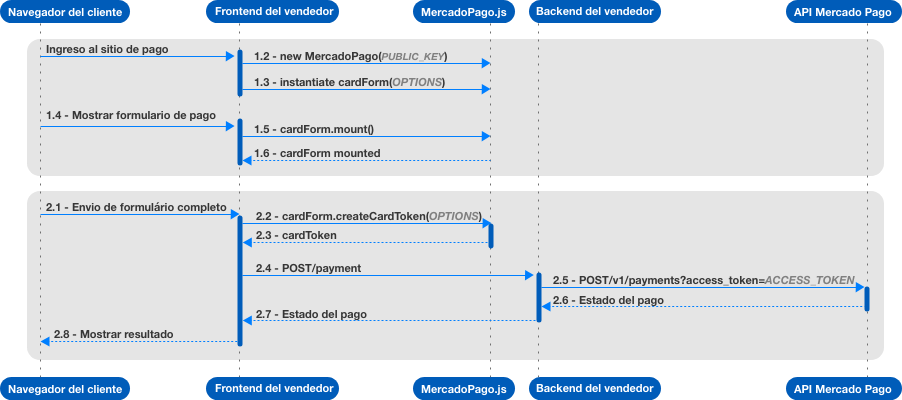 Navegador del cliente
Frontend del vendedor
MercadoPago.js
Backend del vendedor
API Mercado Pago
Ingreso al sitio de pago
1.2 - new MercadoPago(PUBLIC_KEY)
1.3 - instantiate cardForm(OPTIONS)
1.4 - Mostrar formulario de pago
1.5 - cardForm.mount()
1.6 - cardForm mounted
2.1 - Envio de formulário completo
2.2 - cardForm.createCardToken(OPTIONS)
2.3 - cardToken
2.4 - POST/payment
2.5 - POST/v1/payments?access_token=ACCESS_TOKEN
2.6 - Estado del pago
2.7 - Estado del pago
2.8 - Mostrar resultado
Navegador del cliente
Frontend del vendedor
MercadoPago.js
Backend del vendedor
API Mercado Pago